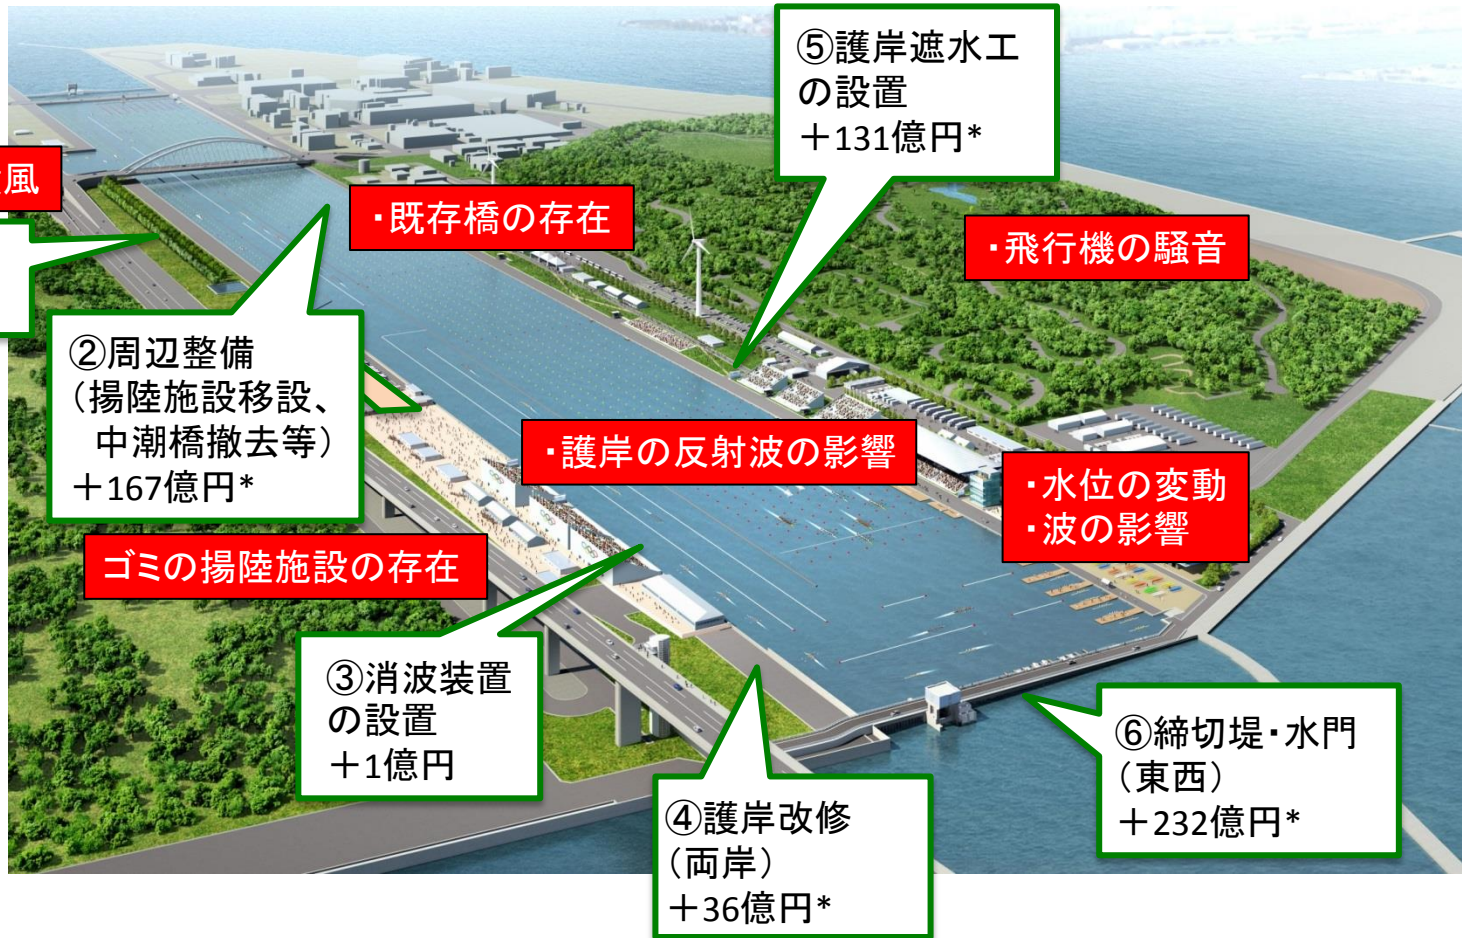 ⑤護岸遮水工
の設置
＋131億円*
風
・既存橋の存在
・飛行機の騒音
②周辺整備
（揚陸施設移設、
中潮橋撤去等）
＋167億円*
・護岸の反射波の影響
・水位の変動
・波の影響
ゴミの揚陸施設の存在
③消波装置
の設置
＋1億円
④護岸改修
（両岸）
＋36億円*
⑥締切堤・水門
（東西）
＋232億円*